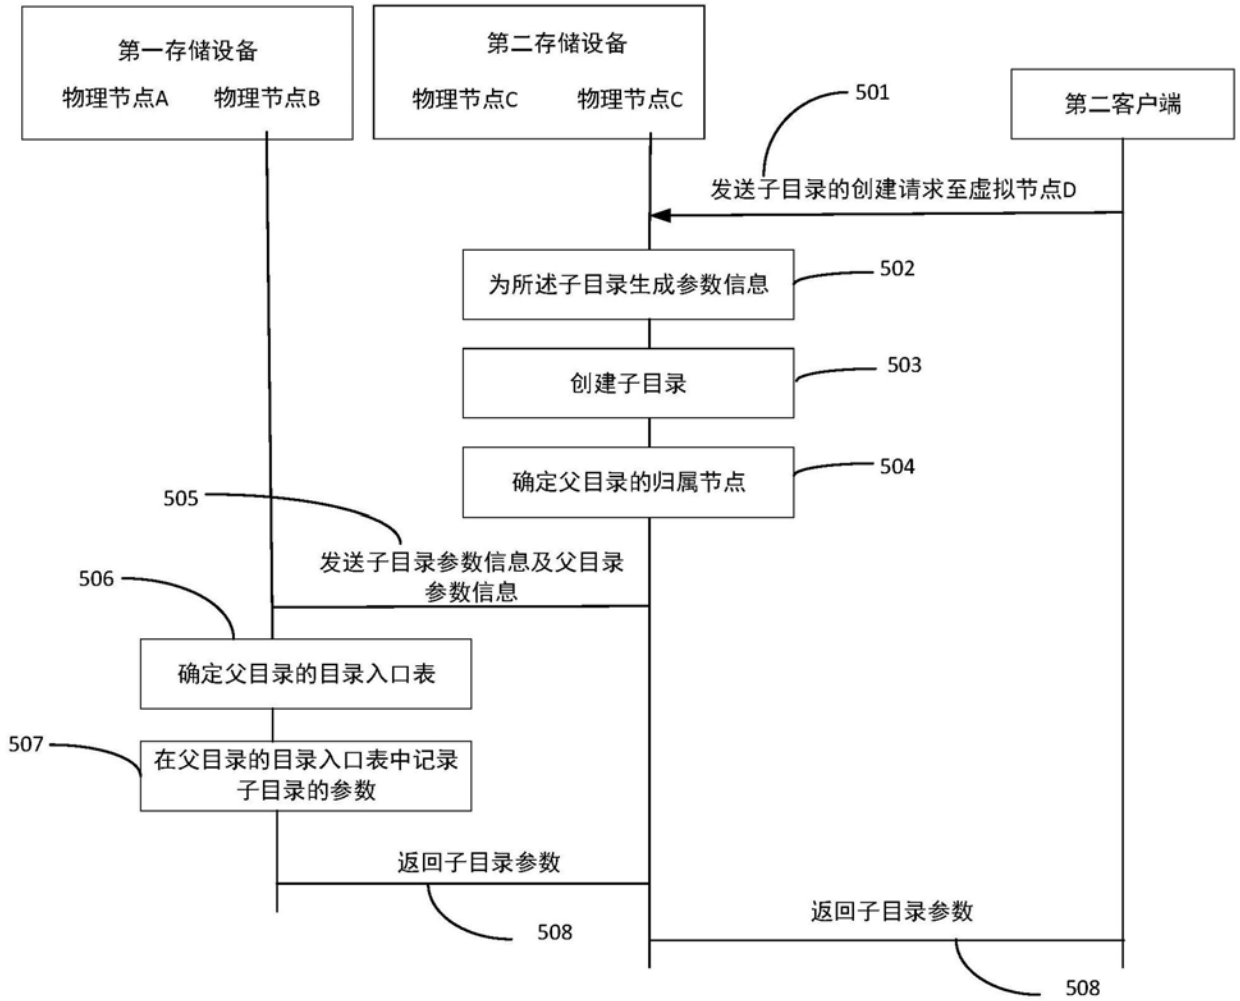 第一存储设备
物理节点A 物理节点B
第二存储设备
物理节点C 物理节点C
第二客户端
501
发送子目录的创建请求至虚拟节点D
为所述子目录生成参数信息
502
创建子目录
503
确定父目录的归属节点
504
505
发送子目录参数信息及父目录
参数信息
506
确定父目录的目录入口表
507
在父目录的目录入口表中记录
子目录的参数
返回子目录参数
508
返回子目录参数
508